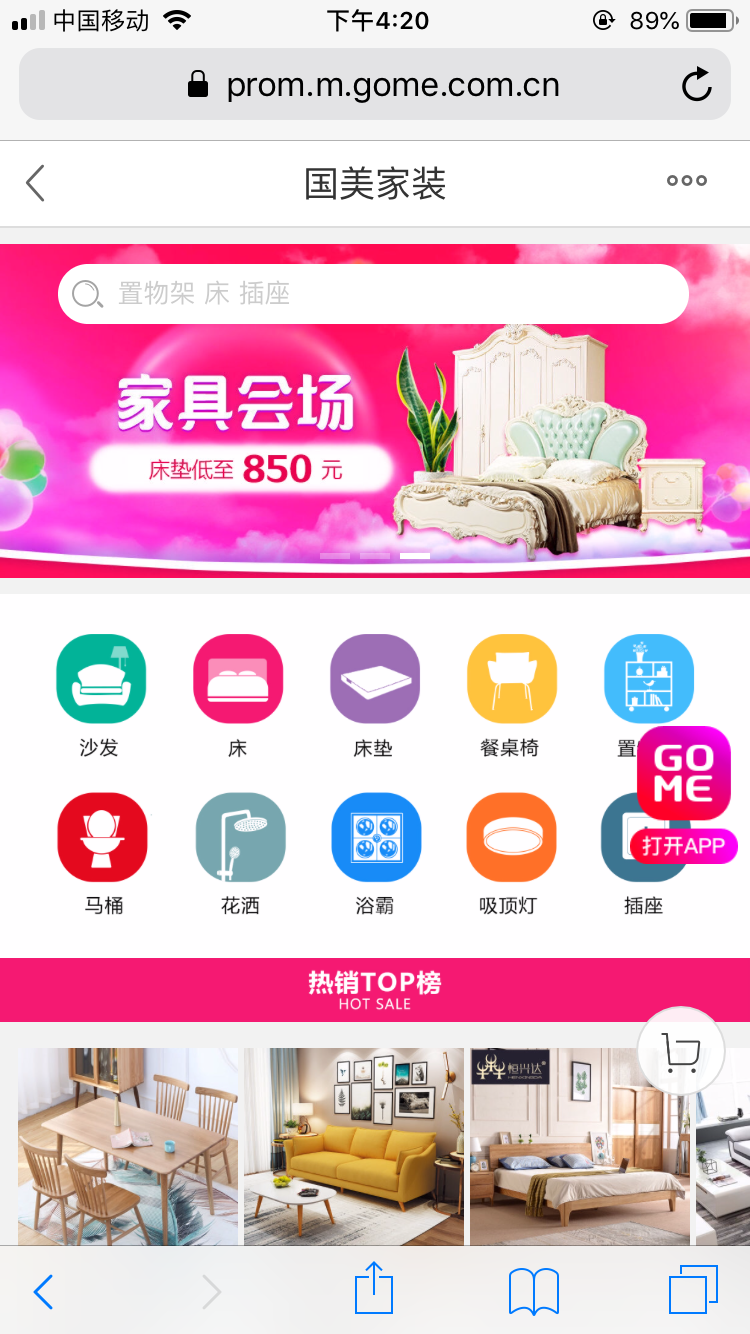 中国移动
下午4:20
89%
prom.m.gome.com.cn
国美家装
置物架 床 插座
家具会场
床垫低至 850 元
沙发
床
床垫
餐桌椅
置
GO
ME
打开APP
马桶
花洒
浴霸
吸顶灯
插座
热销TOP榜
HOT SALE